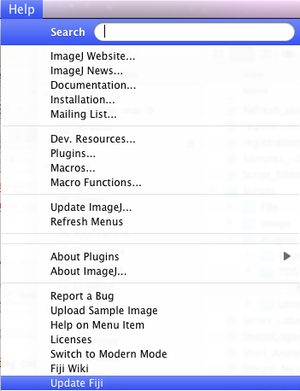 Help
Search
ImageJ Website...
ImageJ News...
Documentation...
Installation...
Mailing List...
Dev. Resources...
Plugins...
Macros...
Macro Functions...
Update ImageJ...
Refresh Menus
About Plugins
About ImageJ...
Report a Bug
Upload Sample Image
Help on Menu Item
Licenses
Switch to Modern Mode
Fiji Wiki
Update Fiji